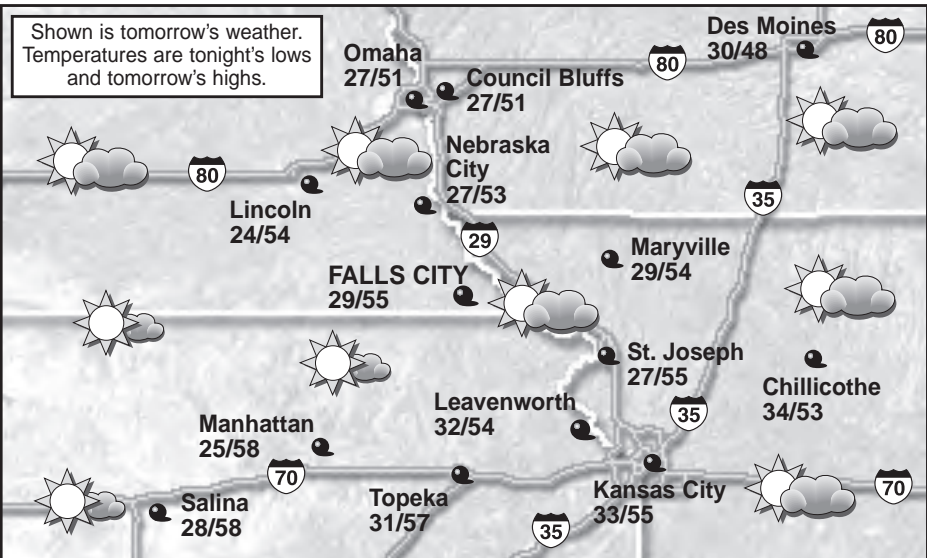 Shown is tomorrow's weather.
Temperatures are tonight's lows
and tomorrow's highs.
Des Moines
30/48
80
Omaha
27/51
80
Council Bluffs
27/51
80
Nebraska
City
27/53
Lincoln
24/54
35
29
Maryville
29/54
FALLS CITY
29/55
St. Joseph
27/55
Chillicothe
34/53
Leavenworth
32/54
35
Manhattan
25/58
70
Salina
28/58
Topeka
31/57
Kansas City
33/55
70
35